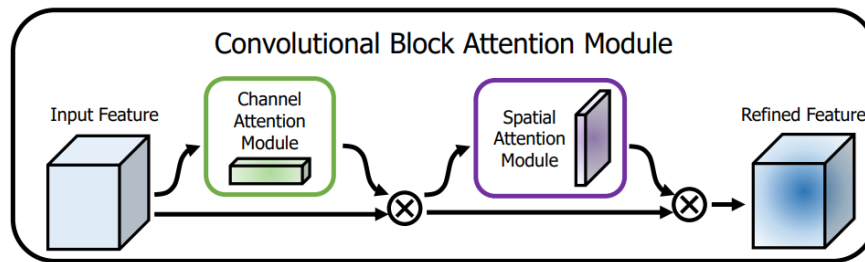 Convolutional Block Attention Module
Input Feature
Channel
Attention
Module
Spatial
Attention
Module
Refined Feature